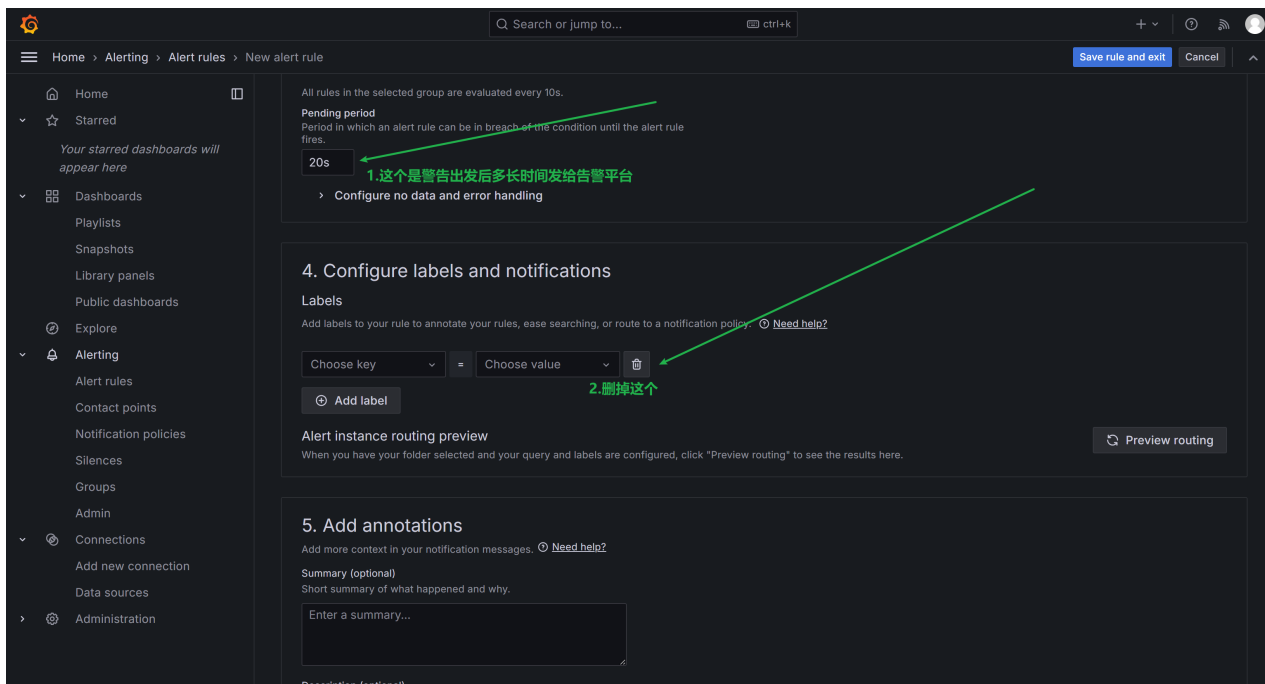 Search or jump to...
ctrl+k
Home › Alerting › Alert rules › New alert rule
Save rule and exit
Cancel
Home
Starred
Your starred dashboards will
appear here
Dashboards
Playlists
Snapshots
Library panels
Public dashboards
Explore
Alerting
Alert rules
Contact points
Notification policies
Silences
Groups
Admin
Connections
Add new connection
Data sources
Administration
All rules in the selected group are evaluated every 10s.
Pending period
Period in which an alert rule can be in breach of the condition until the alert rule
fires.
20s
1.这个是警告出发后多长时间发给告警平台
Configure no data and error handling
4. Configure labels and notifications
Labels
Add labels to your rule to annotate your rules, ease searching, or route to a notification policy. Need help?
Choose key
=
Choose value
2.删掉这个
Add label
Alert instance routing preview
When you have your folder selected and your query and labels are configured, click "Preview routing" to see the results here.
Preview routing
5. Add annotations
Add more context in your notification messages. Need help?
Summary (optional)
Short summary of what happened and why.
Enter a summary...
Description (optional)